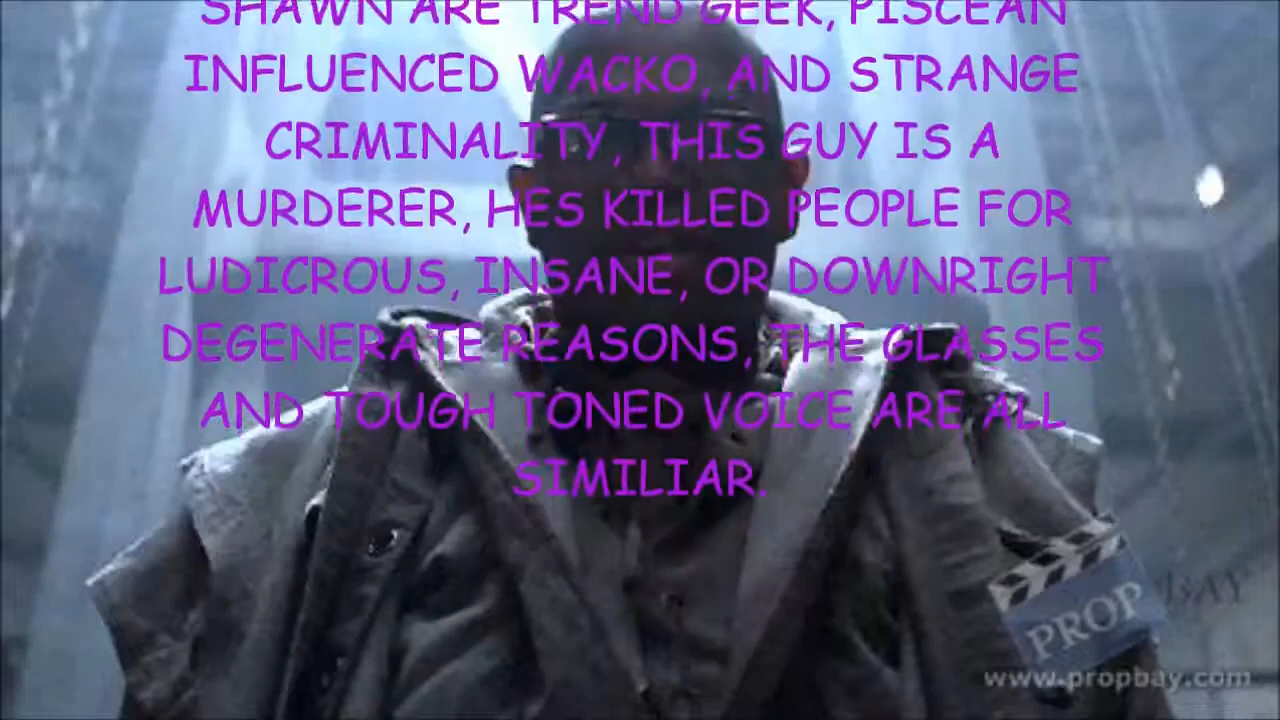 SHAWN ARE TREND GEEK, PISCEAN
INFLUENCED WACKO, AND STRANGE
CRIMINALITY, THIS GUY IS A
MURDERER, HES KILLED PEOPLE FOR
LUDICROUS, INSANE, OR DOWNRIGHT
DEGENERATE REASONS, THE GLASSES
AND TOUGH TONED VOICE ARE ALL
SIMILIAR.
PROP BAY
www.propbay.com